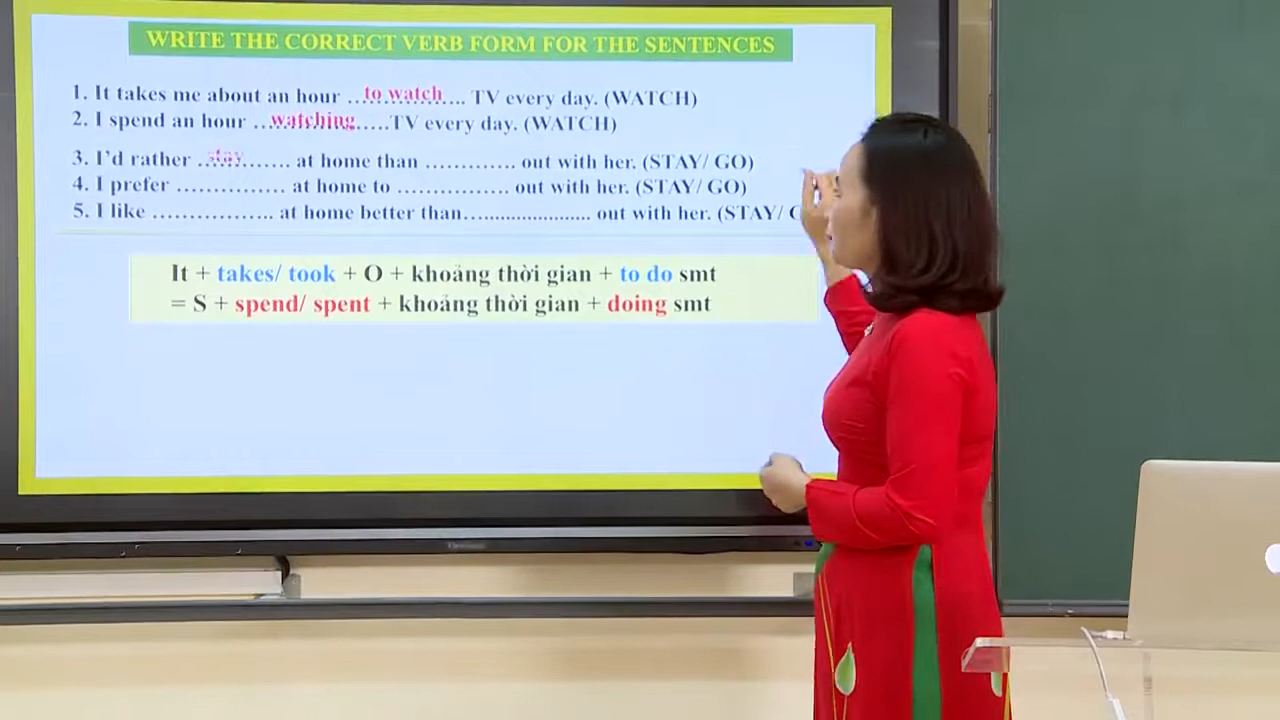 WRITE THE CORRECT VERB FORM FOR THE SENTENCES
1. It takes me about an hour …to watch….. TV every day. (WATCH)
2. I spend an hour …watching…..TV every day. (WATCH)
3. I’d rather …stay…… at home than …………. out with her. (STAY/ GO)
4. I prefer …………… at home to ……………. out with her. (STAY/ GO)
5. I like …………….. at home better than…..................... out with her. (STAY/ G
It + takes/ took + O + khoảng thời gian + to do smt
= S + spend/ spent + khoảng thời gian + doing smt